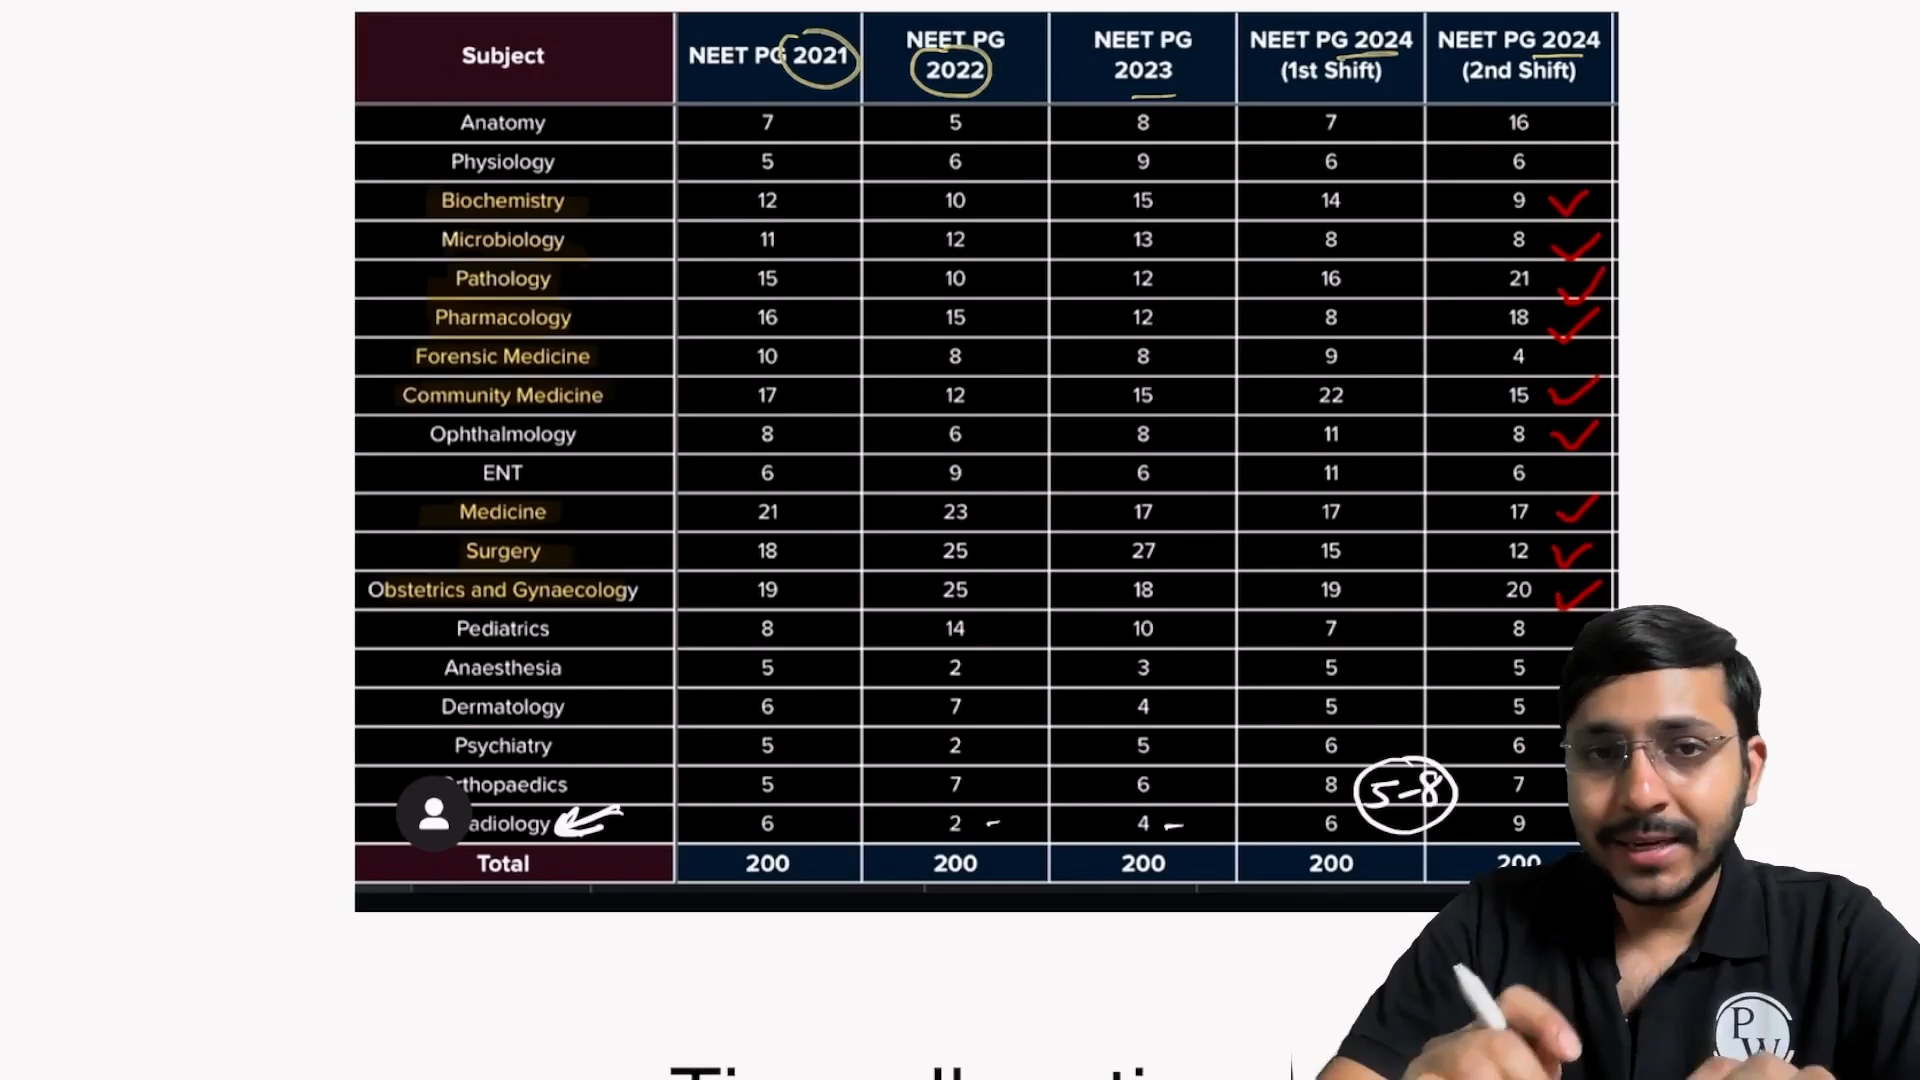 Subject NEET PG 2021 NEET PG 2022 NEET PG 2023 NEET PG 2024 (1st Shift) NEET PG 2024 (2nd Shift)
Anatomy 7 5 8 7 16
Physiology 5 6 9 6 6
Biochemistry 12 10 15 14 9
Microbiology 11 12 13 8 8
Pathology 15 10 12 16 21
Pharmacology 16 15 12 8 18
Forensic Medicine 10 8 8 9 4
Community Medicine 17 12 15 22 15
Ophthalmology 8 6 8 11 8
ENT 6 9 6 11 6
Medicine 21 23 17 17 17
Surgery 18 25 27 15 12
Obstetrics and Gynaecology 19 25 18 19 20
Pediatrics 8 14 10 7 8
Anaesthesia 5 2 3 5 5
Dermatology 6 7 4 5 5
Psychiatry 5 2 5 6 6
rthopaedics 5 7 6 8 5-8 7
adiology 6 2 4 6 9
Total 200 200 200 200 200
PW